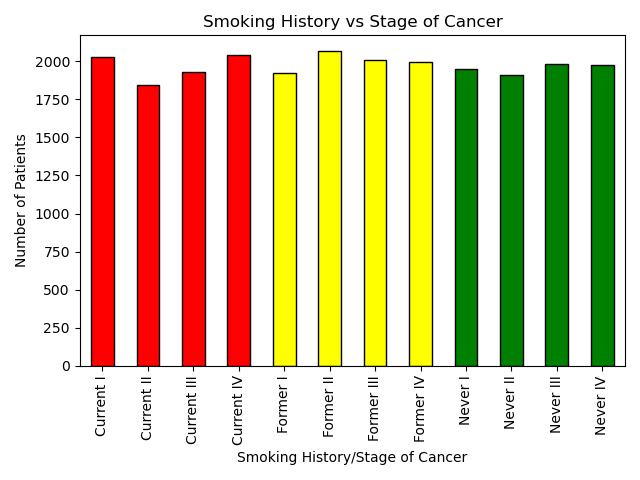 Smoking History vs Stage of Cancer
Number of Patients
2000
1750
1500
1250
1000
750
500
250
0
Current I
Current II
Current III
Current IV
Former I
Former II
Former III
Former IV
Never I
Never II
Never III
Never IV
Smoking History/Stage of Cancer